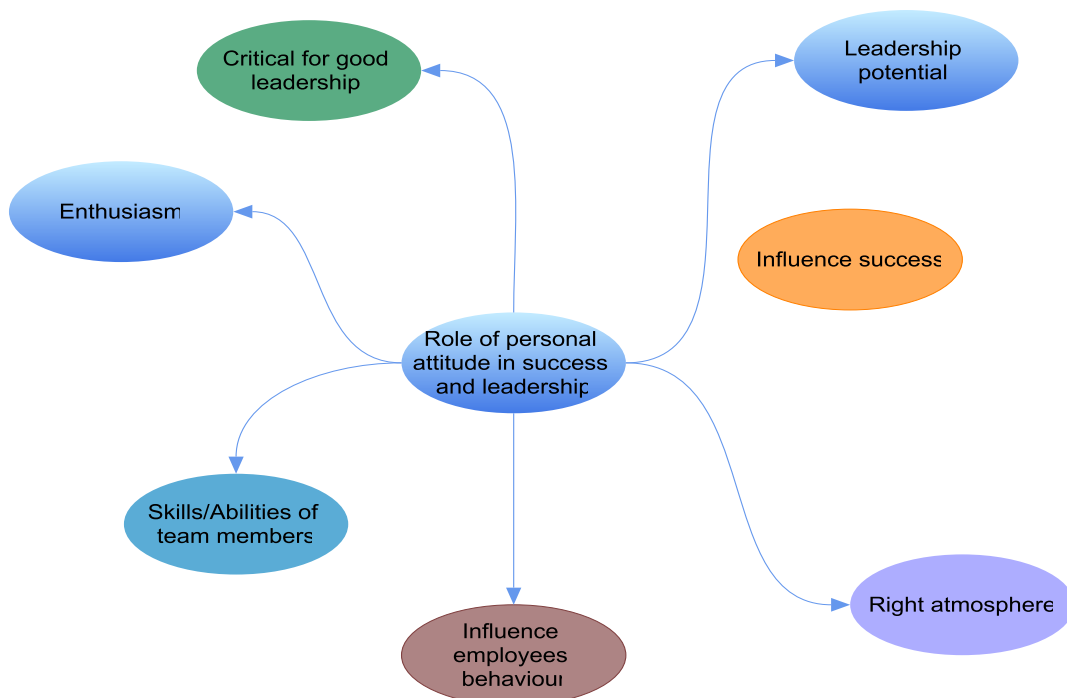 Critical for good
leadership
Leadership
potential
Enthusiasm
Influence success
Role of personal
attitude in success
and leadership
Skills/Abilities of
team members
Right atmosphere
Influence
employees
behaviour